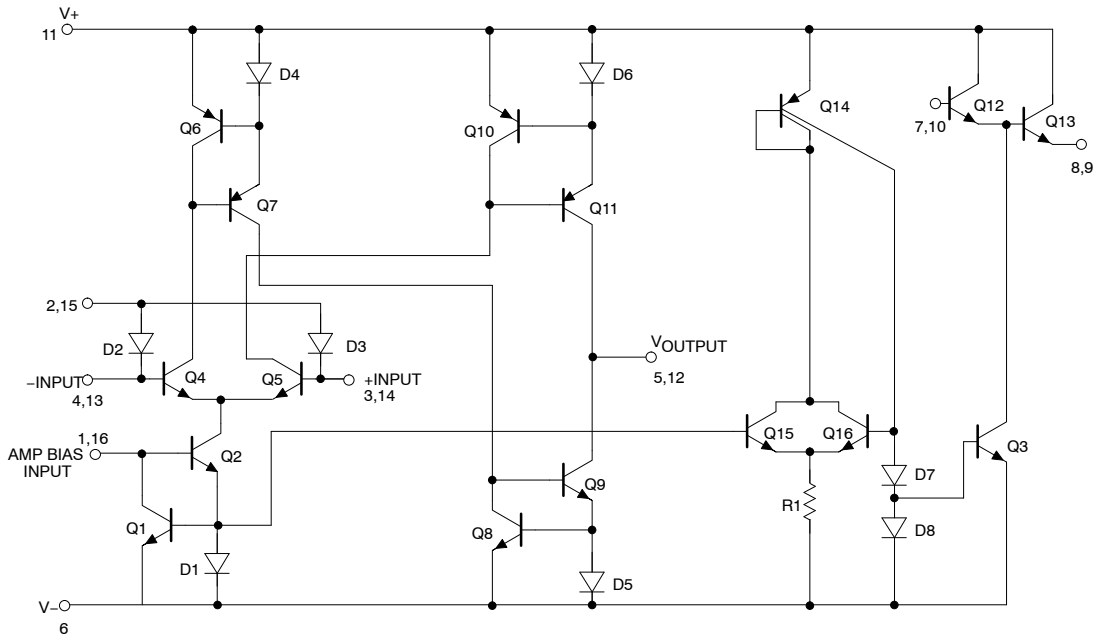 V+
11
D4
D6
Q6
Q10
Q14
Q12
7,10
Q13
8,9
Q7
Q11
2,15
D2
D3
VOUTPUT
5,12
–INPUT
4,13
Q4
Q5
+INPUT
3,14
1,16
AMP BIAS
INPUT
Q2
Q15
Q16
Q3
D7
Q9
R1
Q1
Q8
D8
D1
D5
V–
6